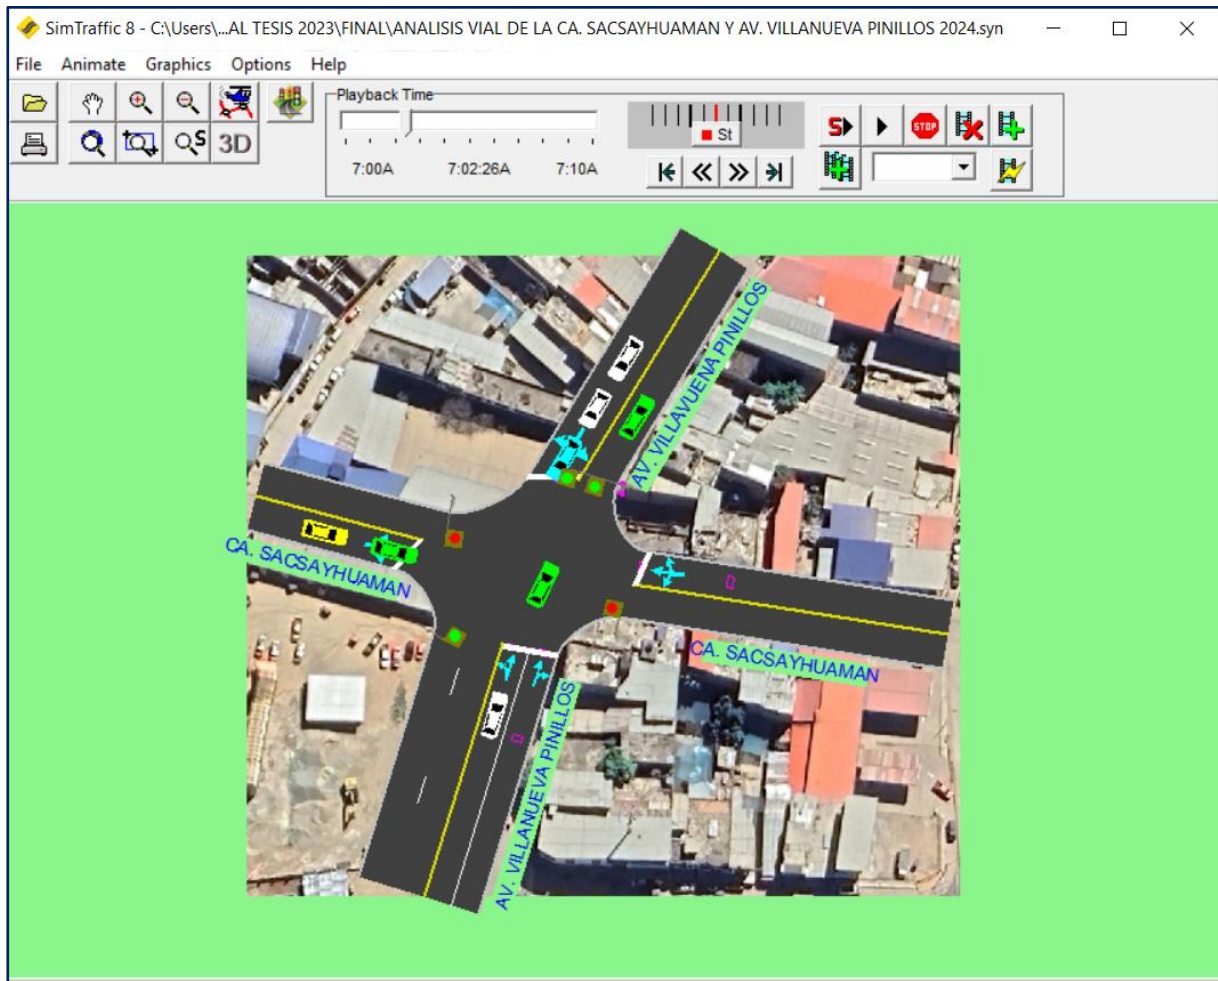 SimTraffic 8 - C:\Users\...AL TESIS 2023\FINAL\ANALISIS VIAL DE LA CA. SACSAYHUAMAN Y AV. VILLANUEVA PINILLOS 2024.syn
File Animate Graphics Options Help
Playback Time
St
S
STOP
S 3D
7:00A 7:02:26A 7:10A
AV. VILLAVUENA PINILLOS
CA. SACSAYHUAMAN
CA. SACSAYHUAMAN
AV. VILLANUEVA PINILLOS